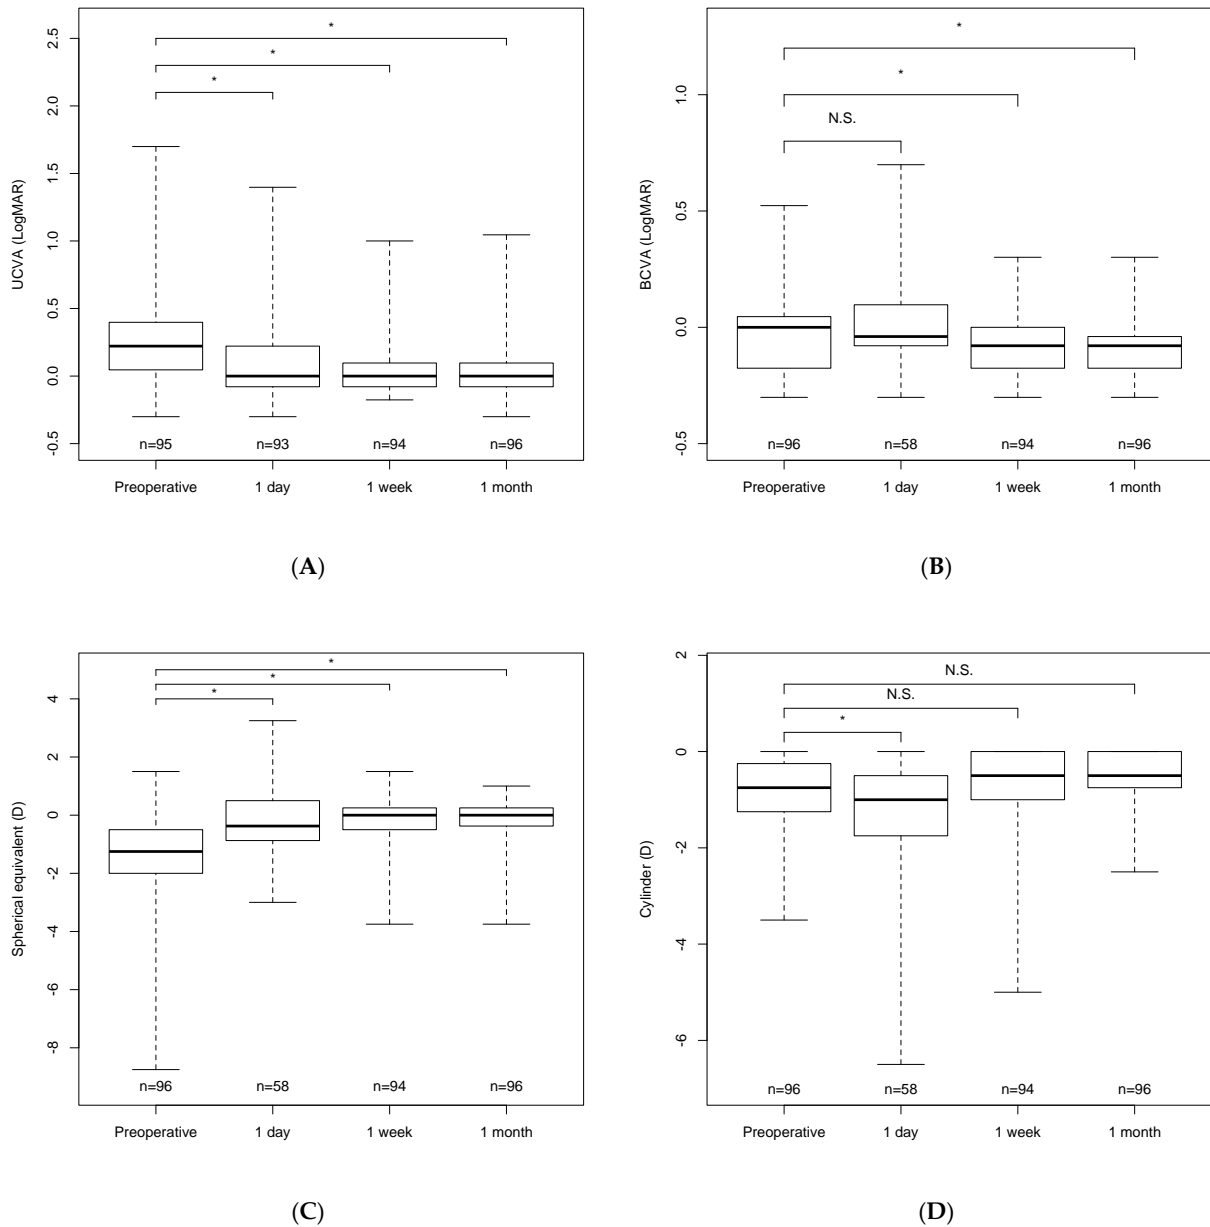 *
*
*
UCVA (LogMAR)
2.5
2.0
1.5
1.0
0.5
0.0
-0.5
n=95 n=93 n=94 n=96
Preoperative 1 day 1 week 1 month
(A)
*
*
N.S.
BCVA (LogMAR)
1.0
0.5
0.0
-0.5
n=96 n=58 n=94 n=96
Preoperative 1 day 1 week 1 month
(B)
*
*
*
Spherical equivalent (D)
4
2
0
-2
-4
-6
-8
n=96 n=58 n=94 n=96
Preoperative 1 day 1 week 1 month
(C)
N.S.
N.S.
*
Cylinder (D)
2
0
-2
-4
-6
n=96 n=58 n=94 n=96
Preoperative 1 day 1 week 1 month
(D)